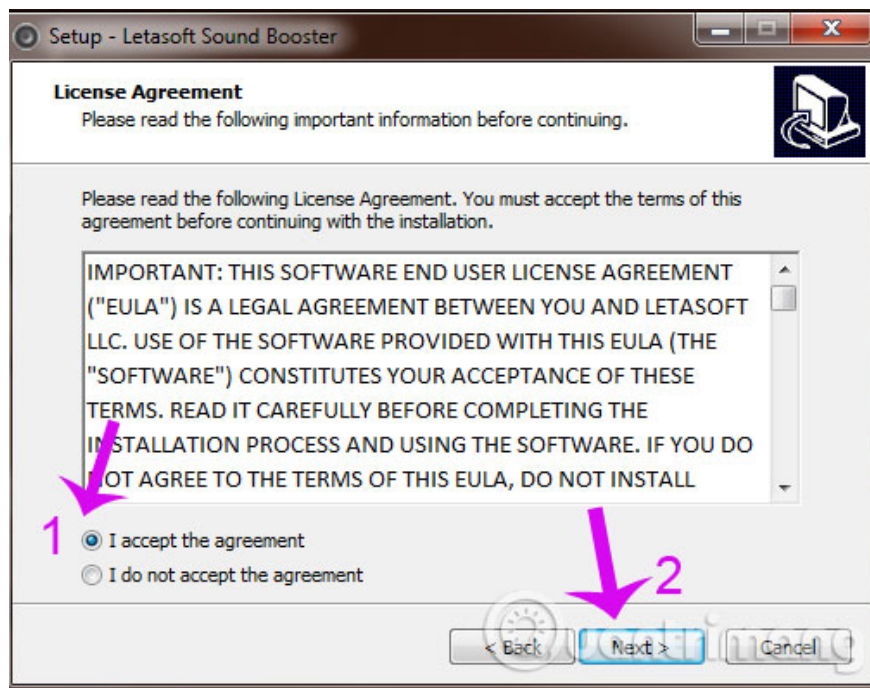 Setup - Letasoft Sound Booster
License Agreement
Please read the following important information before continuing.
Please read the following License Agreement. You must accept the terms of this
agreement before continuing with the installation.
IMPORTANT: THIS SOFTWARE END USER LICENSE AGREEMENT
("EULA") IS A LEGAL AGREEMENT BETWEEN YOU AND LETASOFT
LLC. USE OF THE SOFTWARE PROVIDED WITH THIS EULA (THE
"SOFTWARE") CONSTITUTES YOUR ACCEPTANCE OF THESE
TERMS. READ IT CAREFULLY BEFORE COMPLETING THE
INSTALLATION PROCESS AND USING THE SOFTWARE. IF YOU DO
NOT AGREE TO THE TERMS OF THIS EULA, DO NOT INSTALL
1
I accept the agreement
I do not accept the agreement
2
< Back Next > Cancel
Quantrimang